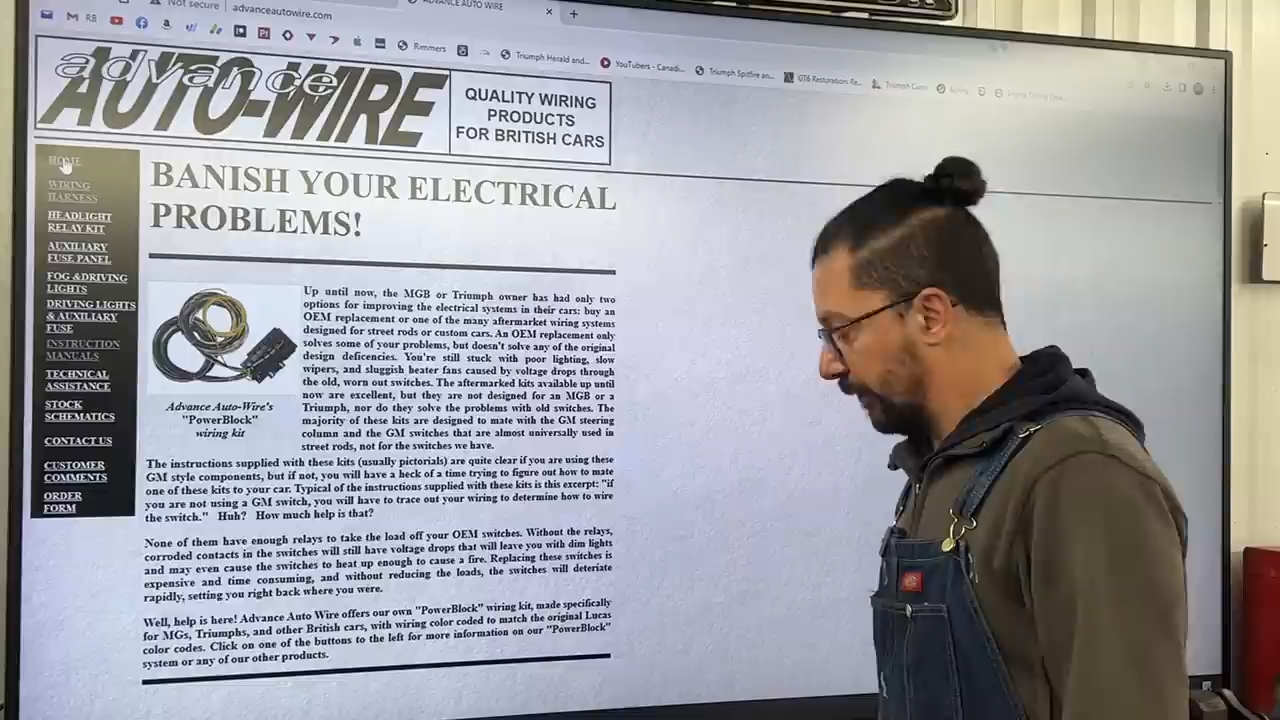 ADVANCE AUTO WIRE
Not secure | advanceautowire.com
RB
Rimmers
Triumph Herald and...
YouTubers - Canadi...
Triumph Spitfire an...
GT6 Restoration: Re...
advance
AUTO-WIRE
QUALITY WIRING
PRODUCTS
FOR BRITISH CARS
HOME
WIRING
HARNESS
HEADLIGHT
RELAY KIT
AUXILIARY
FUSE PANEL
FOG &DRIVING
LIGHTS
DRIVING LIGHTS
& AUXILIARY
FUSE
INSTRUCTION
MANUALS
TECHNICAL
ASSISTANCE
STOCK
SCHEMATICS
CONTACT US
CUSTOMER
COMMENTS
ORDER
FORM
BANISH YOUR ELECTRICAL
PROBLEMS!
Advance Auto-Wire's
"PowerBlock"
wiring kit
Up until now, the MGB or Triumph owner has had only two
options for improving the electrical systems in their cars: buy an
OEM replacement or one of the many aftermarket wiring systems
designed for street rods or custom cars. An OEM replacement only
solves some of your problems, but doesn't solve any of the original
design deficencies. You're still stuck with poor lighting, slow
wipers, and sluggish heater fans caused by voltage drops through
the old, worn out switches. The aftermarked kits available up until
now are excellent, but they are not designed for an MGB or a
Triumph, nor do they solve the problems with old switches. The
majority of these kits are designed to mate with the GM steering
column and the GM switches that are almost universally used in
street rods, not for the switches we have.
The instructions supplied with these kits (usually pictorials) are quite clear if you are using these
GM style components, but if not, you will have a heck of a time trying to figure out how to mate
one of these kits to your car. Typical of the instructions supplied with these kits is this excerpt: "if
you are not using a GM switch, you will have to trace out your wiring to determine how to wire
the switch." Huh? How much help is that?
None of them have enough relays to take the load off your OEM switches. Without the relays,
corroded contacts in the switches will still have voltage drops that will leave you with dim lights
and may even cause the switches to heat up enough to cause a fire. Replacing these switches is
expensive and time consuming, and without reducing the loads, the switches will deteriate
rapidly, setting you right back where you were.
Well, help is here! Advance Auto Wire offers our own "PowerBlock" wiring kit, made specifically
for MGs, Triumphs, and other British cars, with wiring color coded to match the original Lucas
color codes. Click on one of the buttons to the left for more information on our "PowerBlock"
system or any of our other products.